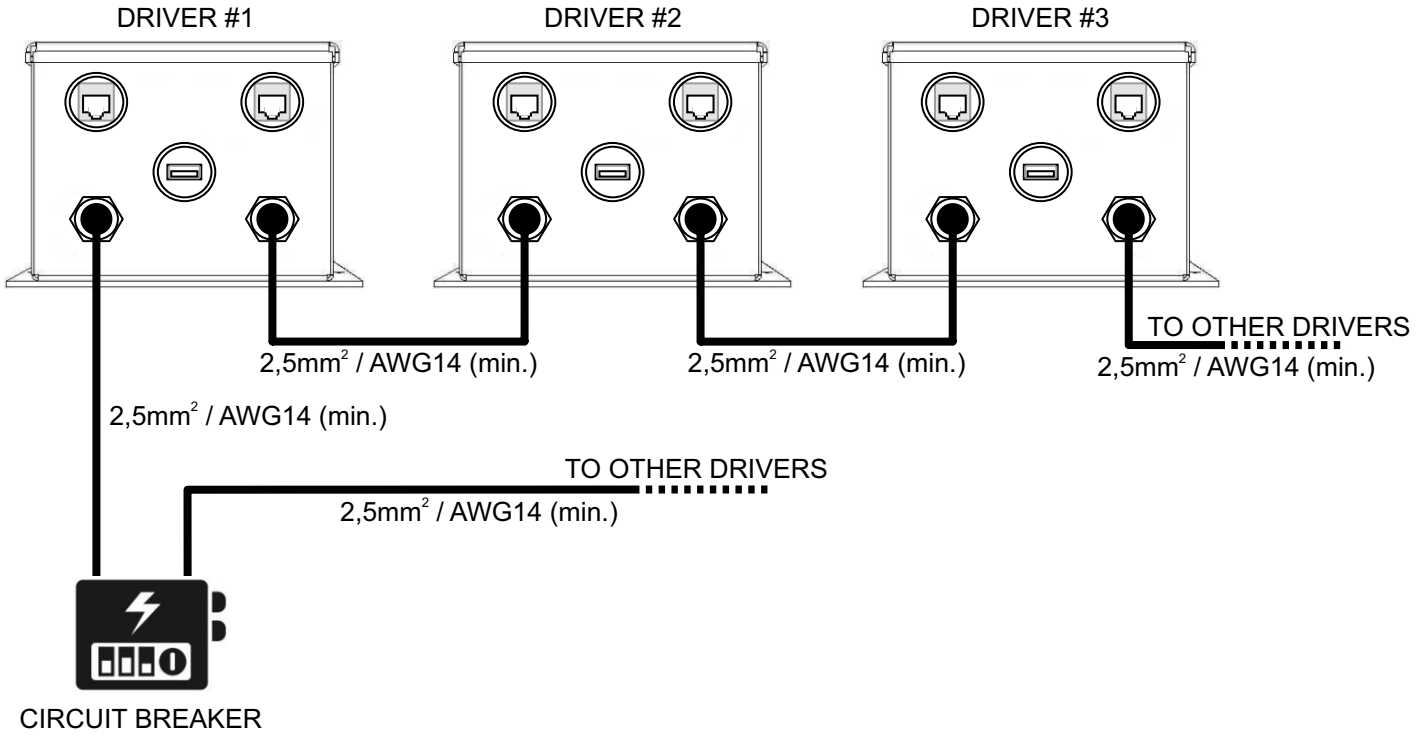 DRIVER #1
DRIVER #2
DRIVER #3
TO OTHER DRIVERS
2,5mm² / AWG14 (min.)
2,5mm² / AWG14 (min.)
2,5mm² / AWG14 (min.)
2,5mm² / AWG14 (min.)
TO OTHER DRIVERS
2,5mm² / AWG14 (min.)
CIRCUIT BREAKER